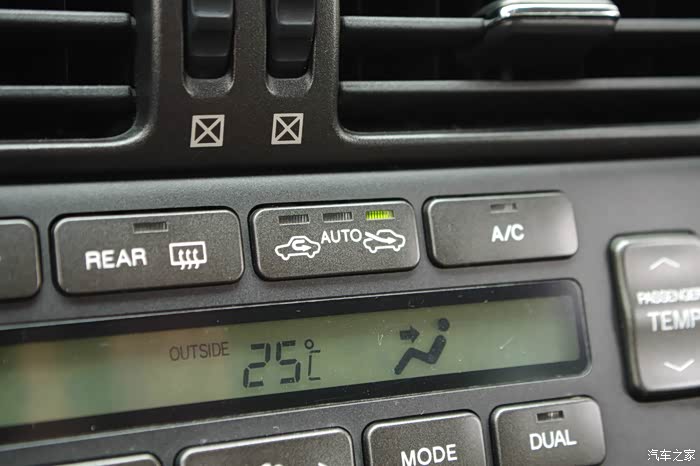 REAR
AUTO
A/C
PASSENGER
TEMP
OUTSIDE 25℃
MODE
DUAL
汽车之家